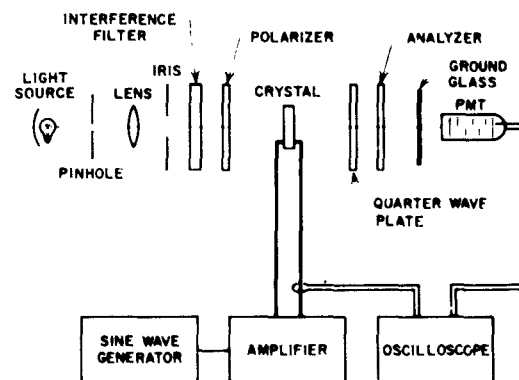 INTERFERENCE
FILTER
POLARIZER
ANALYZER
LIGHT
SOURCE
LENS
IRIS
CRYSTAL
GROUND
GLASS
PMT
PINHOLE
QUARTER WAVE
PLATE
SINE WAVE
GENERATOR
AMPLIFIER
OSCILLOSCOPE